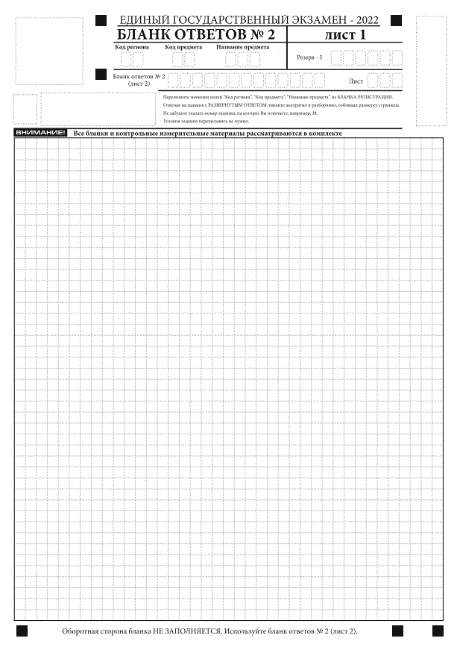 ЕДИНЫЙ ГОСУДАРСТВЕННЫЙ ЭКЗАМЕН - 2022
БЛАНК ОТВЕТОВ № 2
лист 1
Код региона Код предмета Название предмета
Резерв - 5
Бланк ответов № 2
(лист 2)
Лист
Перепишите значения полей "Код региона", "Код предмета", "Название предмета" из БЛАНКА РЕГИСТРАЦИИ.
Отвечая на задания с РАЗВЕРНУТЫМ ОТВЕТОМ, пишите аккуратно и разборчиво, соблюдая разметку страницы.
Не забудьте указать номер задания, на которое Вы отвечаете, например, 31.
Условия задания переписывать не нужно.
ВНИМАНИЕ! Все бланки и контрольные измерительные материалы рассматриваются в комплекте
Оборотная сторона бланка НЕ ЗАПОЛНЯЕТСЯ. Используйте бланк ответов № 2 (лист 2).